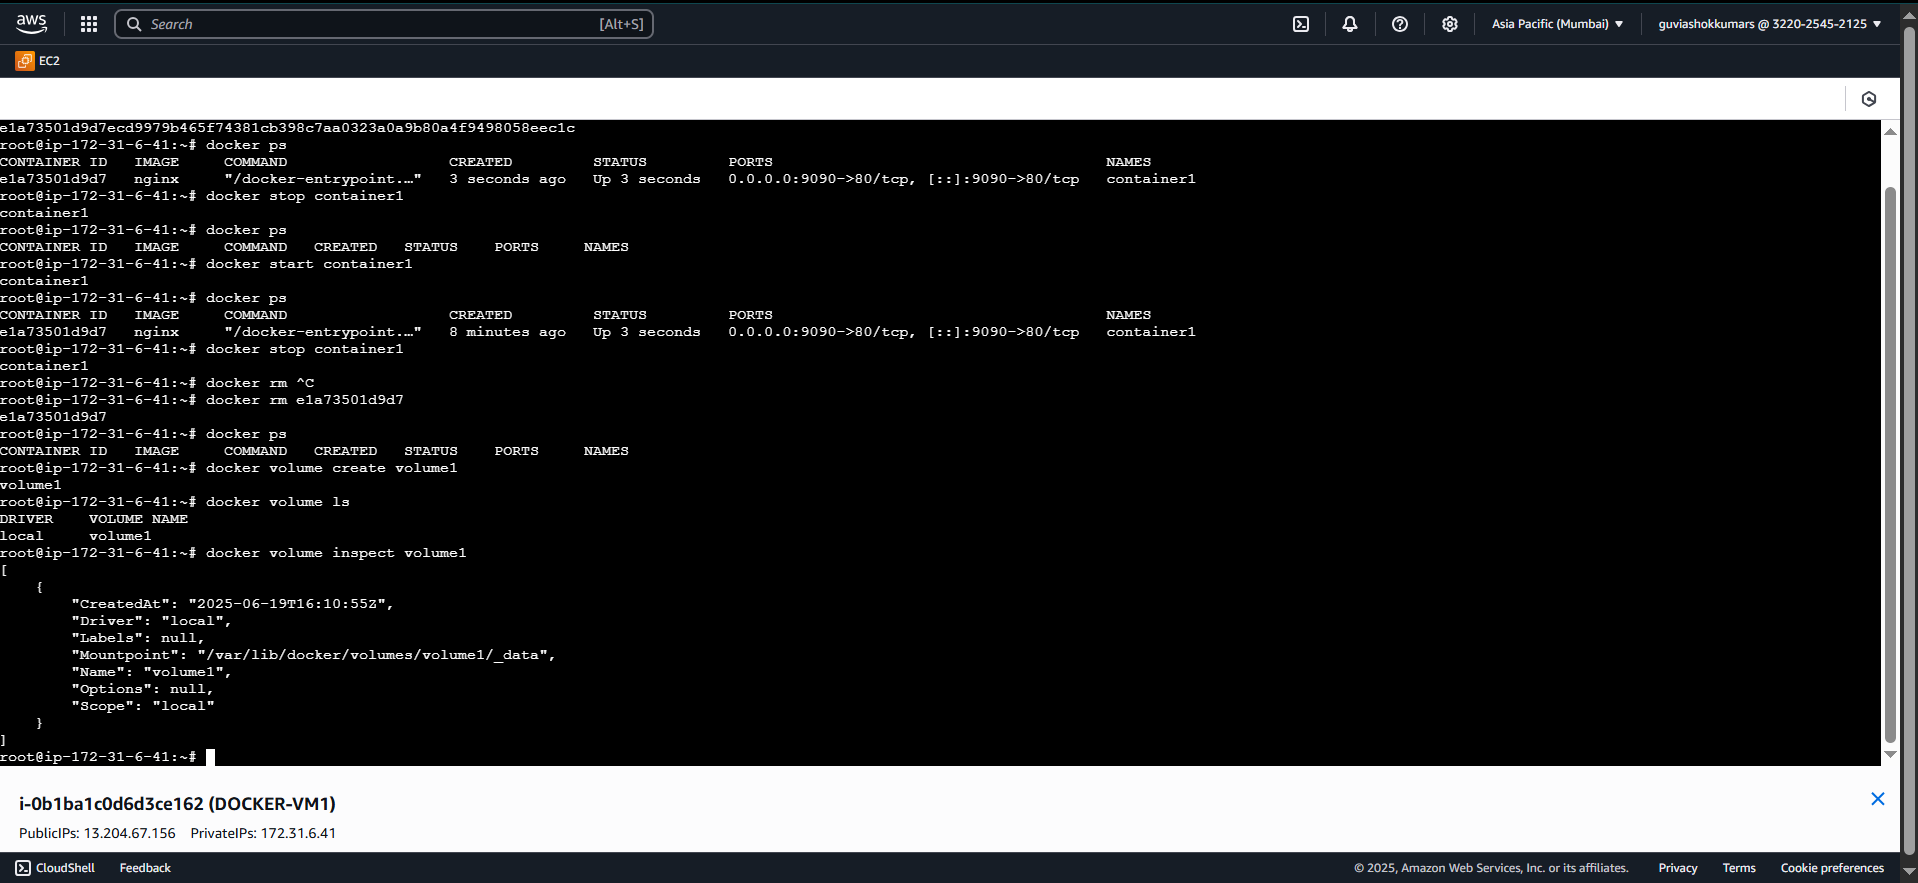 aws
Search [Alt+S]
Asia Pacific (Mumbai)
guviashokkumars @ 3220-2545-2125
EC2
e1a73501d9d7ecd9979b465f74381cb398c7aa0323a0a9b80a4f9498058eec1c
root@ip-172-31-6-41:~# docker ps
CONTAINER ID   IMAGE     COMMAND                  CREATED         STATUS         PORTS                                     NAMES
e1a73501d9d7   nginx     "/docker-entrypoint.…"   3 seconds ago   Up 3 seconds   0.0.0.0:9090->80/tcp, [::]:9090->80/tcp   container1
root@ip-172-31-6-41:~# docker stop container1
container1
root@ip-172-31-6-41:~# docker ps
CONTAINER ID   IMAGE     COMMAND   CREATED   STATUS    PORTS     NAMES
root@ip-172-31-6-41:~# docker start container1
container1
root@ip-172-31-6-41:~# docker ps
CONTAINER ID   IMAGE     COMMAND                  CREATED         STATUS         PORTS                                     NAMES
e1a73501d9d7   nginx     "/docker-entrypoint.…"   8 minutes ago   Up 3 seconds   0.0.0.0:9090->80/tcp, [::]:9090->80/tcp   container1
root@ip-172-31-6-41:~# docker stop container1
container1
root@ip-172-31-6-41:~# docker rm ^C
root@ip-172-31-6-41:~# docker rm e1a73501d9d7
e1a73501d9d7
root@ip-172-31-6-41:~# docker ps
CONTAINER ID   IMAGE     COMMAND   CREATED   STATUS    PORTS     NAMES
root@ip-172-31-6-41:~# docker volume create volume1
volume1
root@ip-172-31-6-41:~# docker volume ls
DRIVER    VOLUME NAME
local     volume1
root@ip-172-31-6-41:~# docker volume inspect volume1
[
    {
        "CreatedAt": "2025-06-19T16:10:55Z",
        "Driver": "local",
        "Labels": null,
        "Mountpoint": "/var/lib/docker/volumes/volume1/_data",
        "Name": "volume1",
        "Options": null,
        "Scope": "local"
    }
]
root@ip-172-31-6-41:~#
i-0b1ba1c0d6d3ce162 (DOCKER-VM1)
PublicIPs: 13.204.67.156 PrivateIPs: 172.31.6.41
CloudShell Feedback © 2025, Amazon Web Services, Inc. or its affiliates. Privacy Terms Cookie preferences